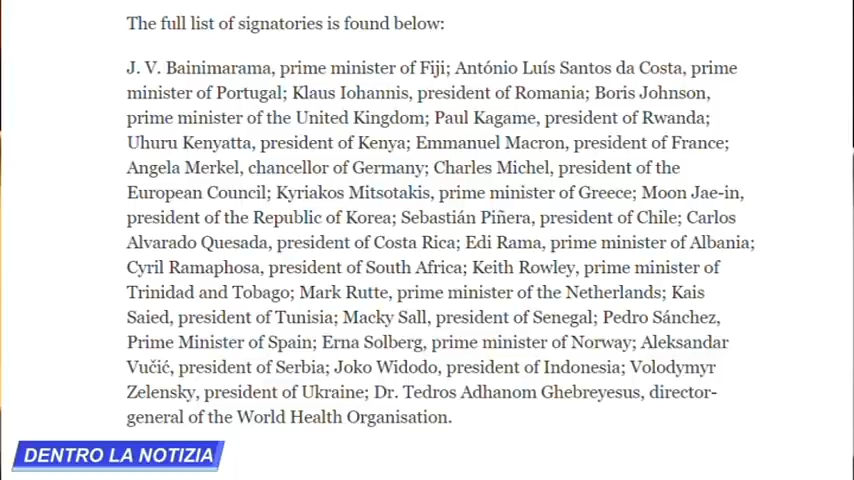 The full list of signatories is found below:
J. V. Bainimarama, prime minister of Fiji; António Luís Santos da Costa, prime
minister of Portugal; Klaus Iohannis, president of Romania; Boris Johnson,
prime minister of the United Kingdom; Paul Kagame, president of Rwanda;
Uhuru Kenyatta, president of Kenya; Emmanuel Macron, president of France;
Angela Merkel, chancellor of Germany; Charles Michel, president of the
European Council; Kyriakos Mitsotakis, prime minister of Greece; Moon Jae-in,
president of the Republic of Korea; Sebastián Piñera, president of Chile; Carlos
Alvarado Quesada, president of Costa Rica; Edi Rama, prime minister of Albania;
Cyril Ramaphosa, president of South Africa; Keith Rowley, prime minister of
Trinidad and Tobago; Mark Rutte, prime minister of the Netherlands; Kais
Saied, president of Tunisia; Macky Sall, president of Senegal; Pedro Sánchez,
Prime Minister of Spain; Erna Solberg, prime minister of Norway; Aleksandar
Vučić, president of Serbia; Joko Widodo, president of Indonesia; Volodymyr
Zelensky, president of Ukraine; Dr. Tedros Adhanom Ghebreyesus, director-
general of the World Health Organisation.
DENTRO LA NOTIZIA